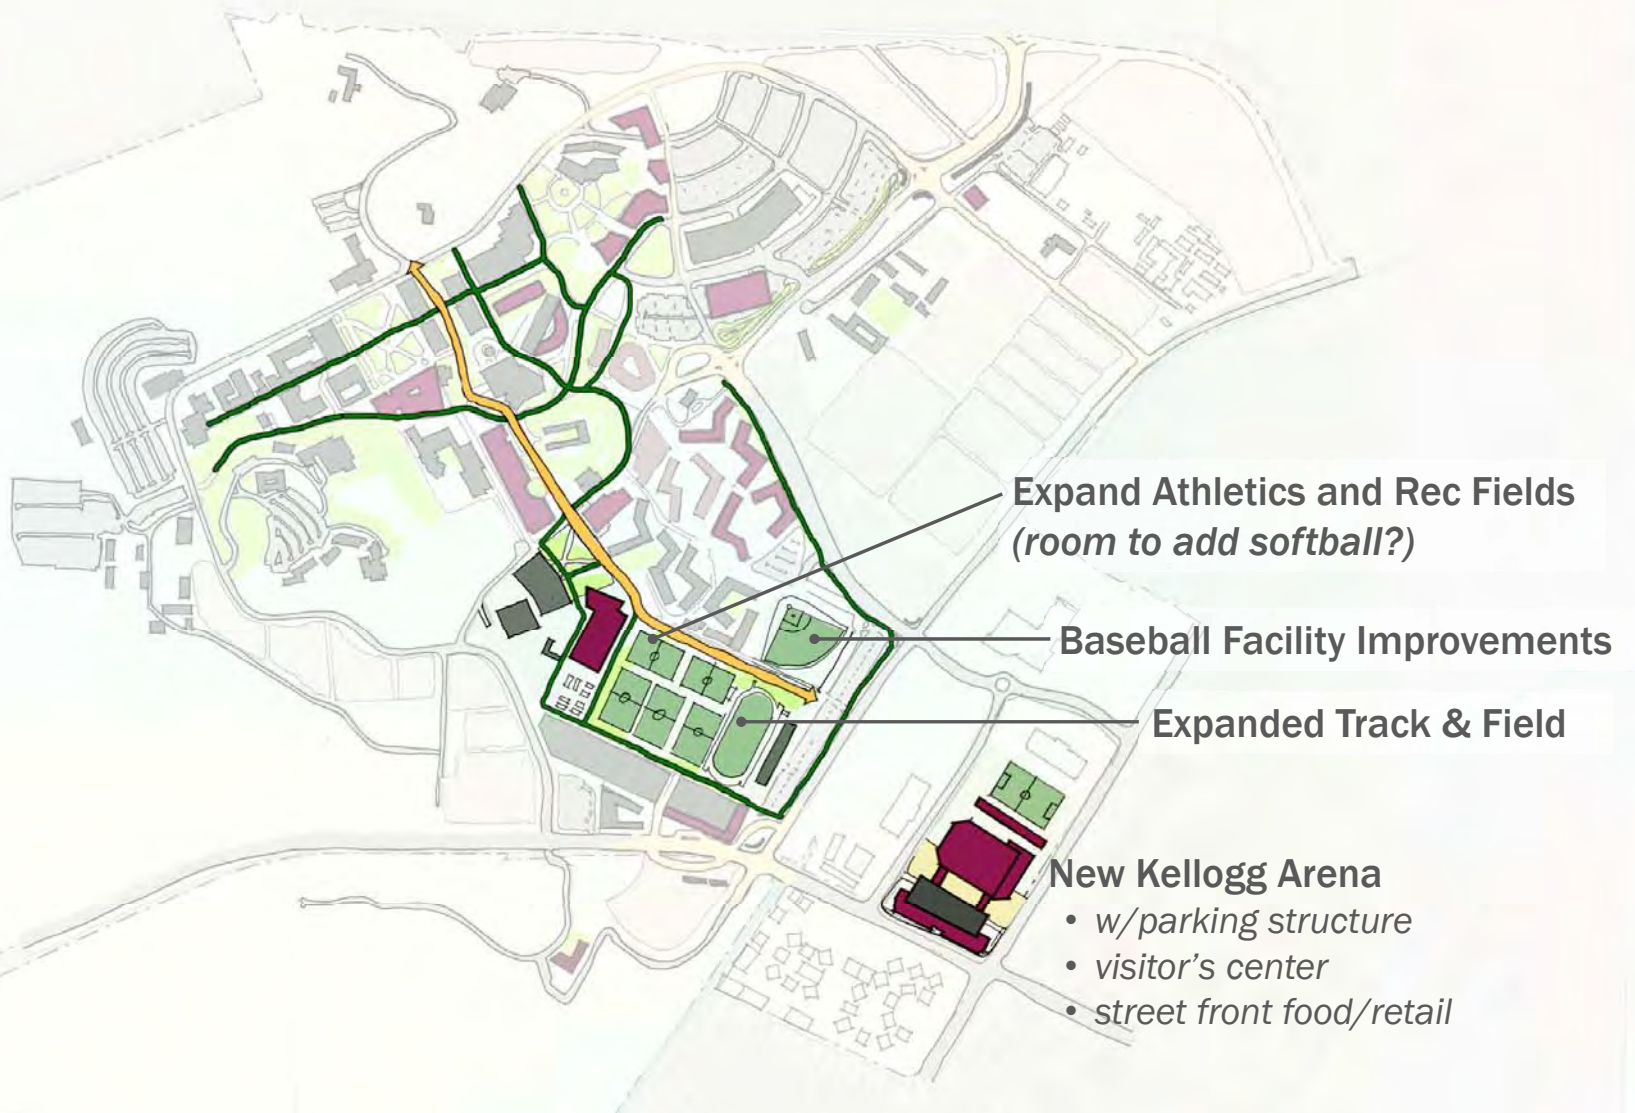 Expand Athletics and Rec Fields
(room to add softball?)
Baseball Facility Improvements
Expanded Track & Field
New Kellogg Arena
• w/parking structure
• visitor's center
• street front food/retail